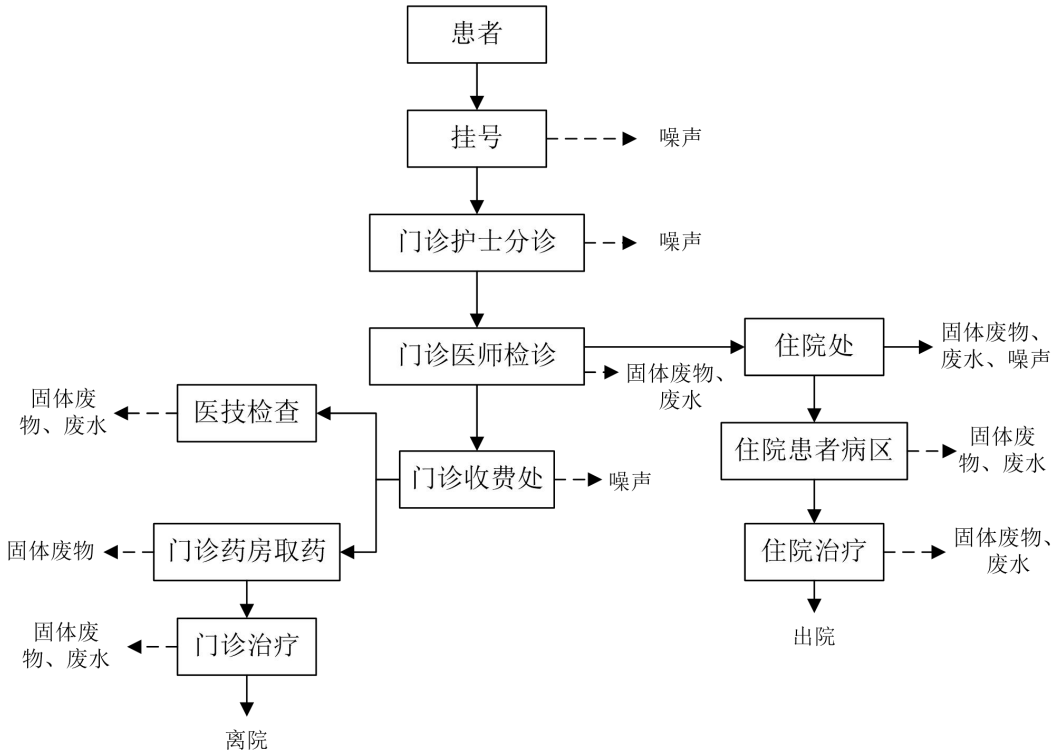 患者
挂号
噪声
门诊护士分诊
噪声
门诊医师检诊
固体废物、
废水
住院处
固体废物、
废水、噪声
医技检查
固体废
物、废水
住院患者病区
固体废
物、废水
门诊收费处
噪声
门诊药房取药
固体废物
住院治疗
固体废物、
废水
门诊治疗
固体废
物、废水
出院
离院